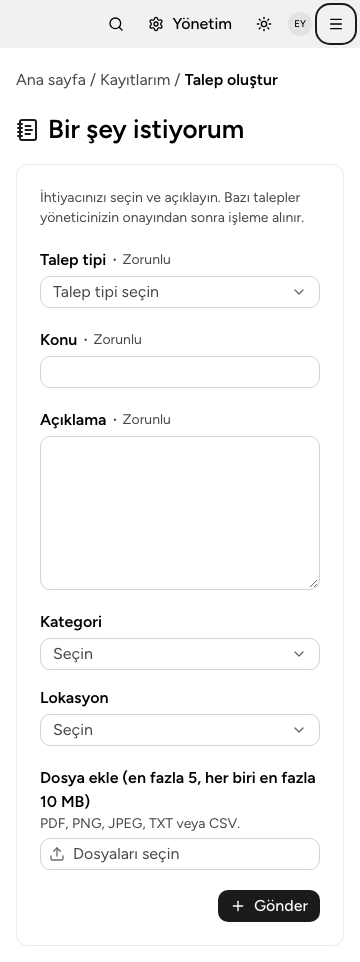 Yönetim
EY
Ana sayfa / Kayıtlarım / Talep oluştur
Bir şey istiyorum
İhtiyacınızı seçin ve açıklayın. Bazı talepler
yöneticinizin onayından sonra işleme alınır.
Talep tipi · Zorunlu
Talep tipi seçin
Konu · Zorunlu
Açıklama · Zorunlu
Kategori
Seçin
Lokasyon
Seçin
Dosya ekle (en fazla 5, her biri en fazla
10 MB)
PDF, PNG, JPEG, TXT veya CSV.
Dosyaları seçin
Gönder